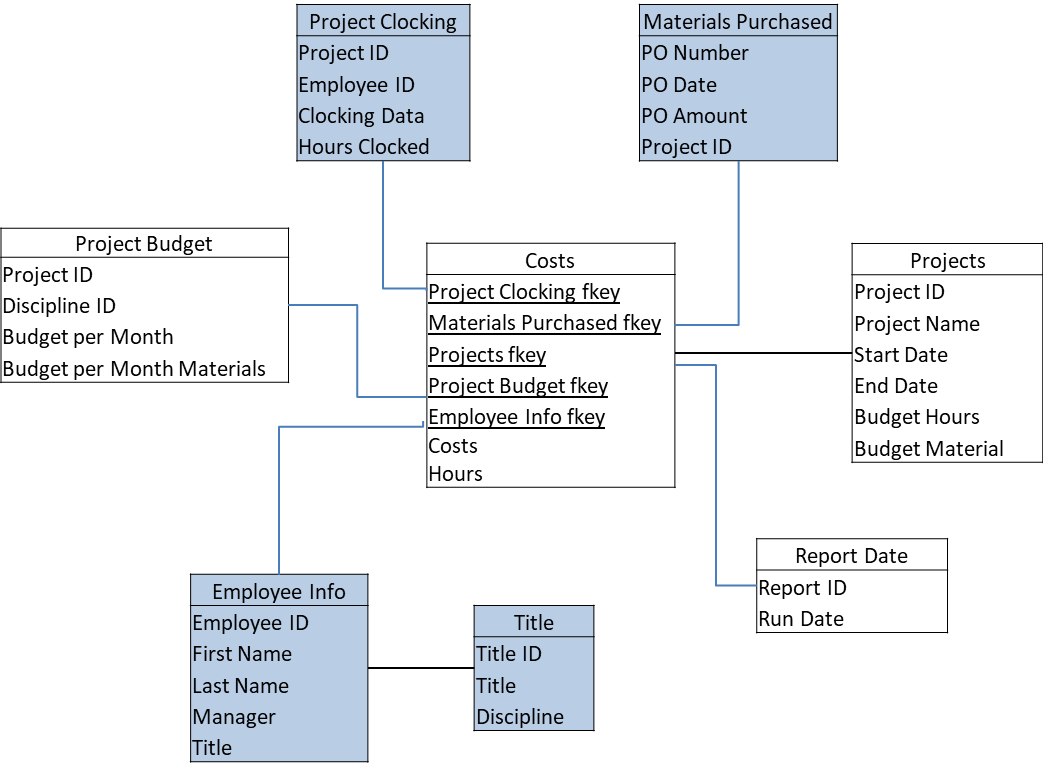 Project Clocking
Project ID
Employee ID
Clocking Data
Hours Clocked
Materials Purchased
PO Number
PO Date
PO Amount
Project ID
Project Budget
Project ID
Discipline ID
Budget per Month
Budget per Month Materials
Costs
Project Clocking fkey
Materials Purchased fkey
Projects fkey
Project Budget fkey
Employee Info fkey
Costs
Hours
Projects
Project ID
Project Name
Start Date
End Date
Budget Hours
Budget Material
Report Date
Report ID
Run Date
Employee Info
Employee ID
First Name
Last Name
Manager
Title
Title
Title ID
Title
Discipline